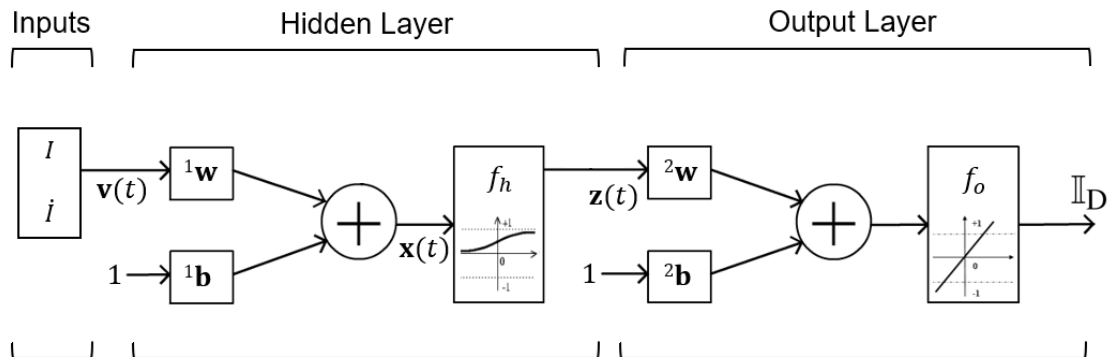 Inputs Hidden Layer Output Layer
I
İ
v(t) ¹w
1 ¹b
x(t)
f_h
+1
0
-1
z(t) ²w
1 ²b
f_o
+1
0
-1
𝕀_D